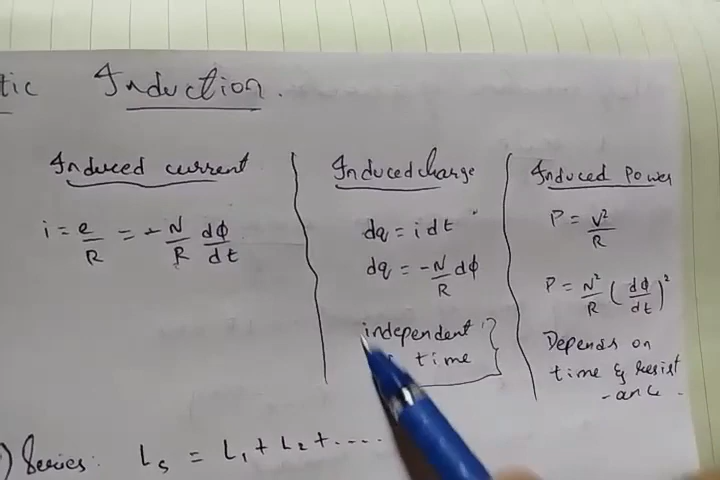 tic Induction.
Induced current
i = e/R = - N/R dϕ/dt
Induced charge
dq = i dt
dq = -N/R dϕ
independent
time
Induced Power
P = V²/R
P = N²/R (dϕ/dt)²
Depends on
time & resist
-ance.
) Series: Ls = L1 + L2 + ....